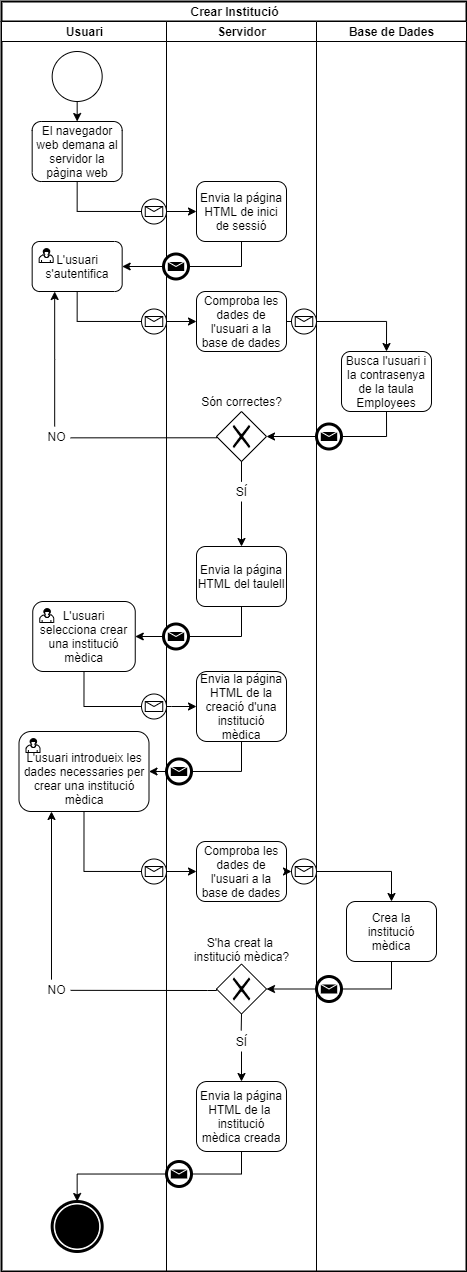 Crear Institució
Usuari
Servidor
Base de Dades
El navegador
web demana al
servidor la
pàgina web
Envia la página
HTML de inici
de sessió
L'usuari
s'autentifica
Comproba les
dades de
l'usuari a la
base de dades
Busca l'usuari i
la contrasenya
de la taula
Employees
Són correctes?
NO
SÍ
Envia la página
HTML del taulell
L'usuari
selecciona crear
una institució
mèdica
Envia la página
HTML de la
creació d'una
institució
mèdica
L'usuari introdueix les
dades necessaries per
crear una institució
mèdica
Comproba les
dades de
l'usuari a la
base de dades
Crea la
institució
mèdica
S'ha creat la
institució mèdica?
NO
SÍ
Envia la página
HTML de la
institució
mèdica creada